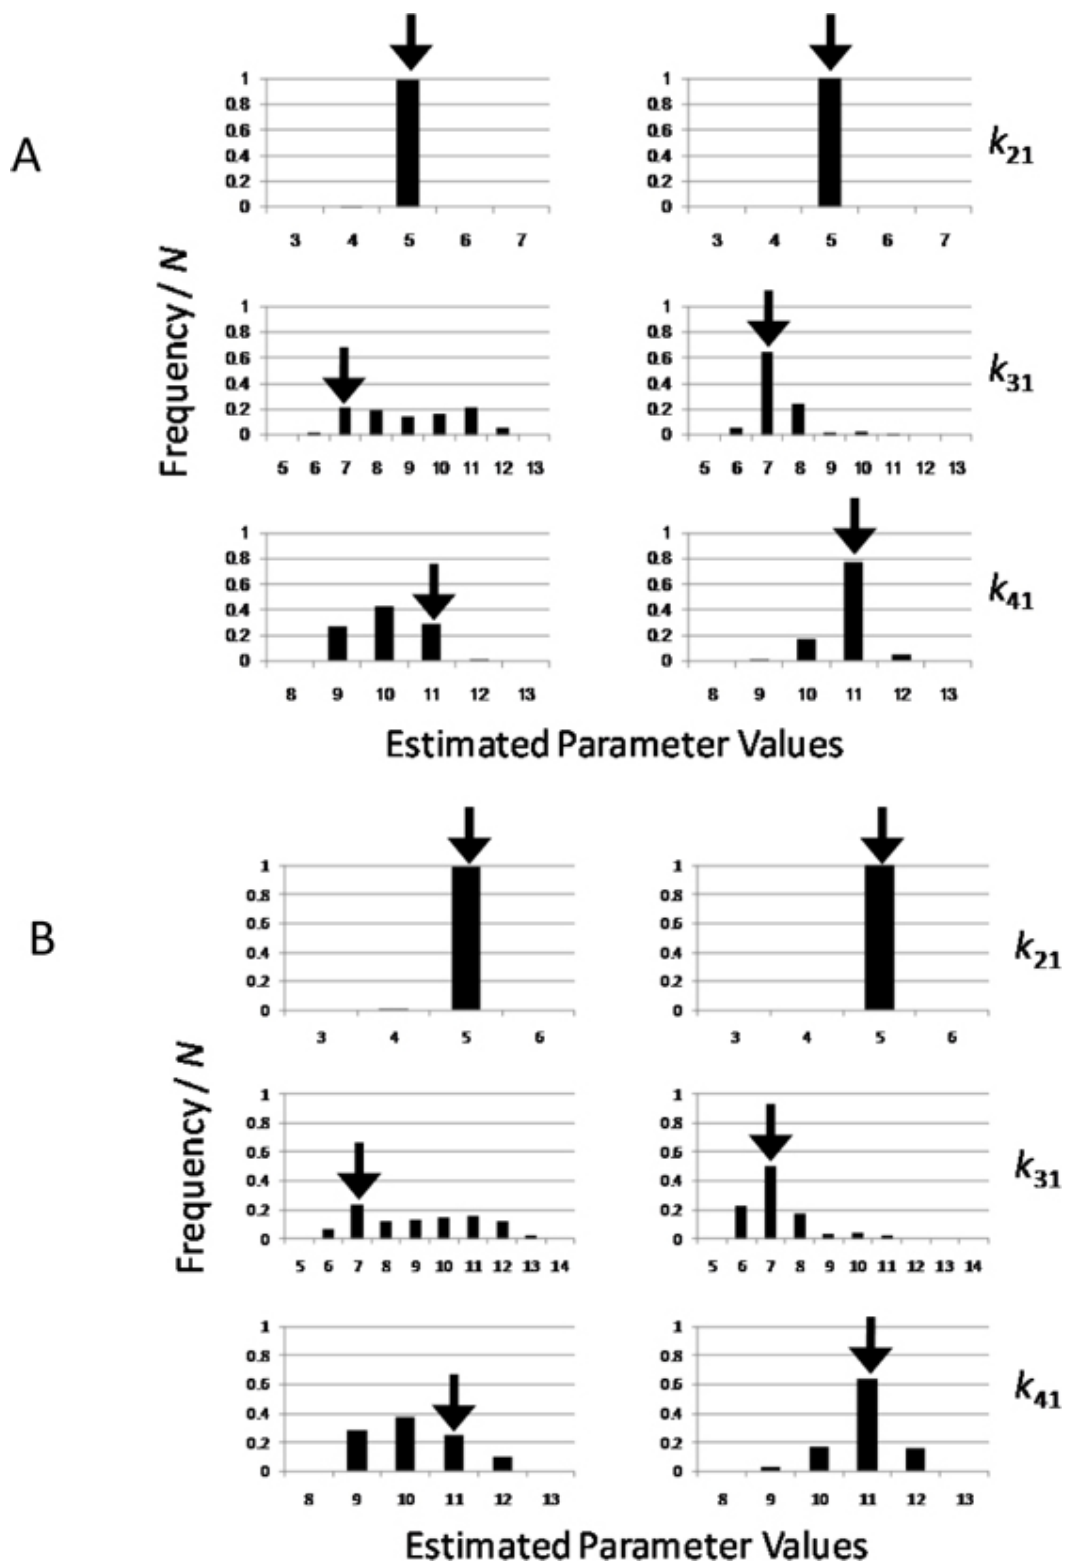 A
1 1
0.8 0.8
0.6 0.6
0.4 0.4
0.2 0.2
0 0
3 4 5 6 7 3 4 5 6 7
k21
1 1
0.8 0.8
0.6 0.6
0.4 0.4
0.2 0.2
0 0
5 6 7 8 9 10 11 12 13 5 6 7 8 9 10 11 12 13
k31
Frequency / N
1 1
0.8 0.8
0.6 0.6
0.4 0.4
0.2 0.2
0 0
8 9 10 11 12 13 8 9 10 11 12 13
k41
Estimated Parameter Values
B
1 1
0.8 0.8
0.6 0.6
0.4 0.4
0.2 0.2
0 0
3 4 5 6 3 4 5 6
k21
1 1
0.8 0.8
0.6 0.6
0.4 0.4
0.2 0.2
0 0
5 6 7 8 9 10 11 12 13 14 5 6 7 8 9 10 11 12 13 14
k31
Frequency / N
1 1
0.8 0.8
0.6 0.6
0.4 0.4
0.2 0.2
0 0
8 9 10 11 12 13 8 9 10 11 12 13
k41
Estimated Parameter Values